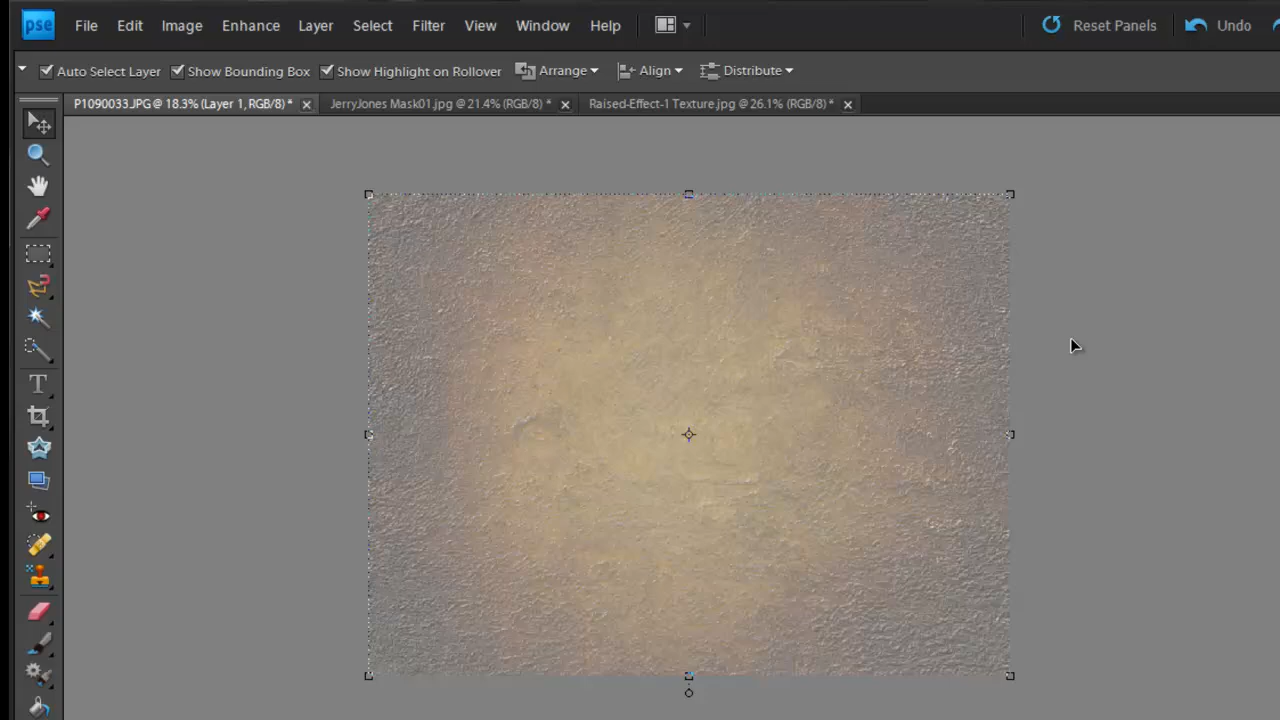 pse File Edit Image Enhance Layer Select Filter View Window Help Reset Panels Undo
Auto Select Layer Show Bounding Box Show Highlight on Rollover Arrange Align Distribute
P1090033.JPG @ 18.3% (Layer 1, RGB/8) * JerryJones Mask01.jpg @ 21.4% (RGB/8) * Raised-Effect-1 Texture.jpg @ 26.1% (RGB/8) *
T